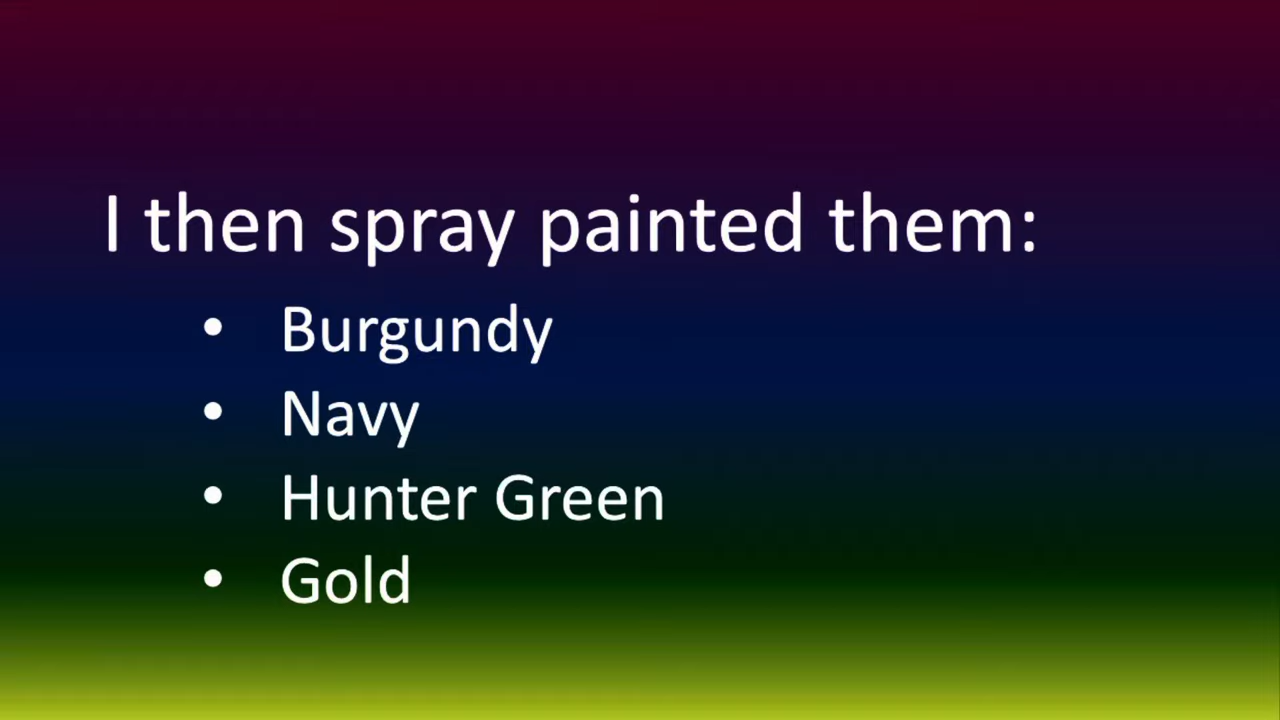 I then spray painted them:
• Burgundy
• Navy
• Hunter Green
• Gold